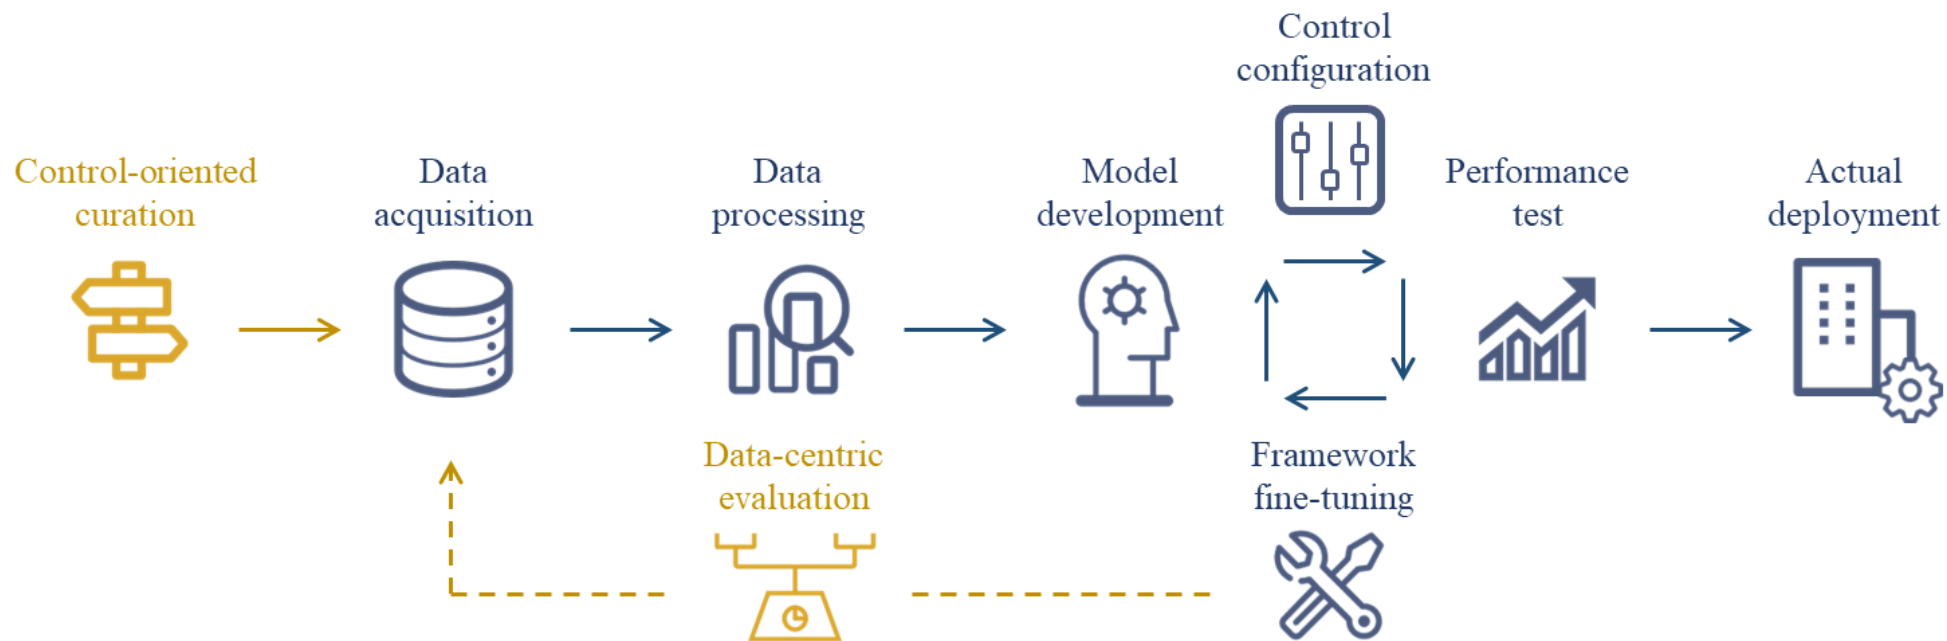 Control-oriented
curation
Data
acquisition
Data
processing
Model
development
Control
configuration
Performance
test
Actual
deployment
Data-centric
evaluation
Framework
fine-tuning